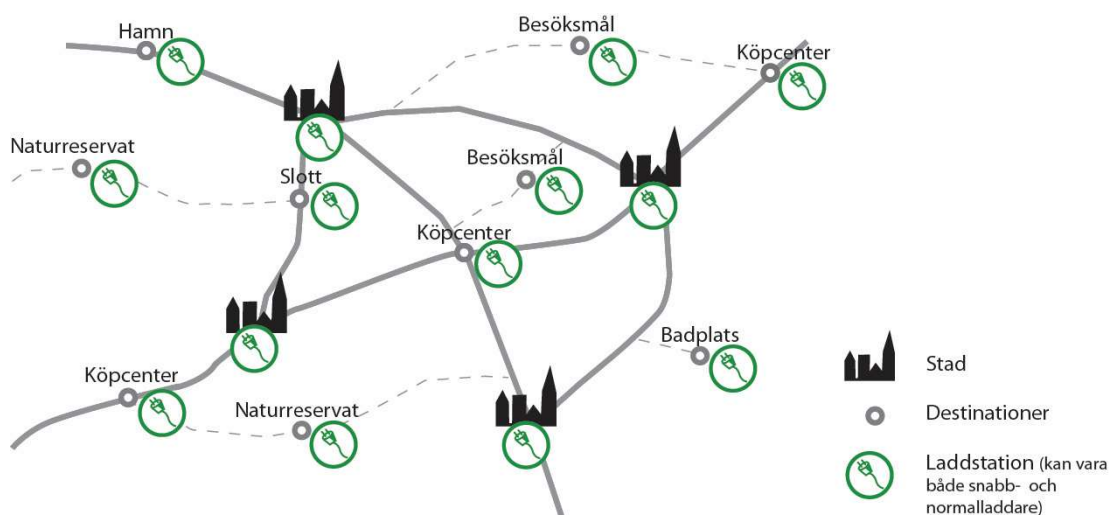 Hamn
Besöksmål
Köpcenter
Naturreservat
Slott
Besöksmål
Köpcenter
Badplats
Köpcenter
Naturreservat
Stad
Destinationer
Laddstation (kan vara
både snabb- och
normalladdare)